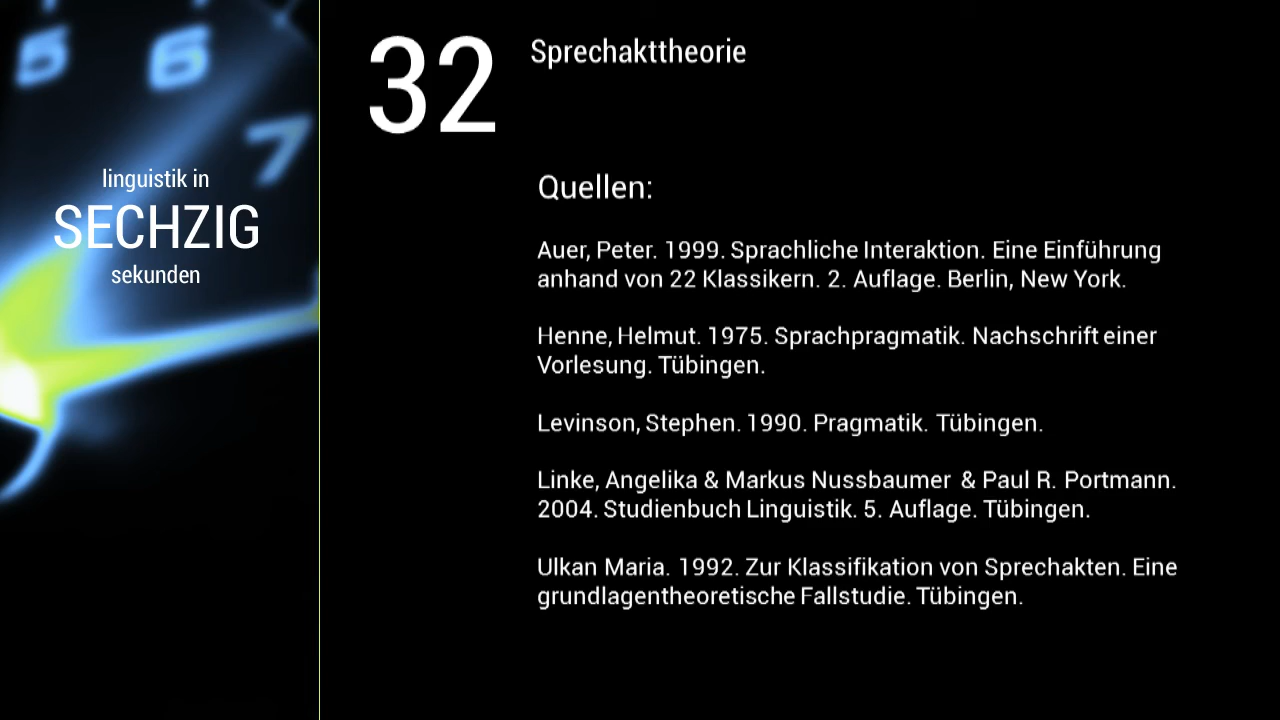 5
6
7
linguistik in
SECHZIG
sekunden
32
Sprechakttheorie
Quellen:
Auer, Peter. 1999. Sprachliche Interaktion. Eine Einführung
anhand von 22 Klassikern. 2. Auflage. Berlin, New York.
Henne, Helmut. 1975. Sprachpragmatik. Nachschrift einer
Vorlesung. Tübingen.
Levinson, Stephen. 1990. Pragmatik. Tübingen.
Linke, Angelika & Markus Nussbaumer & Paul R. Portmann.
2004. Studienbuch Linguistik. 5. Auflage. Tübingen.
Ulkan Maria. 1992. Zur Klassifikation von Sprechakten. Eine
grundlagentheoretische Fallstudie. Tübingen.